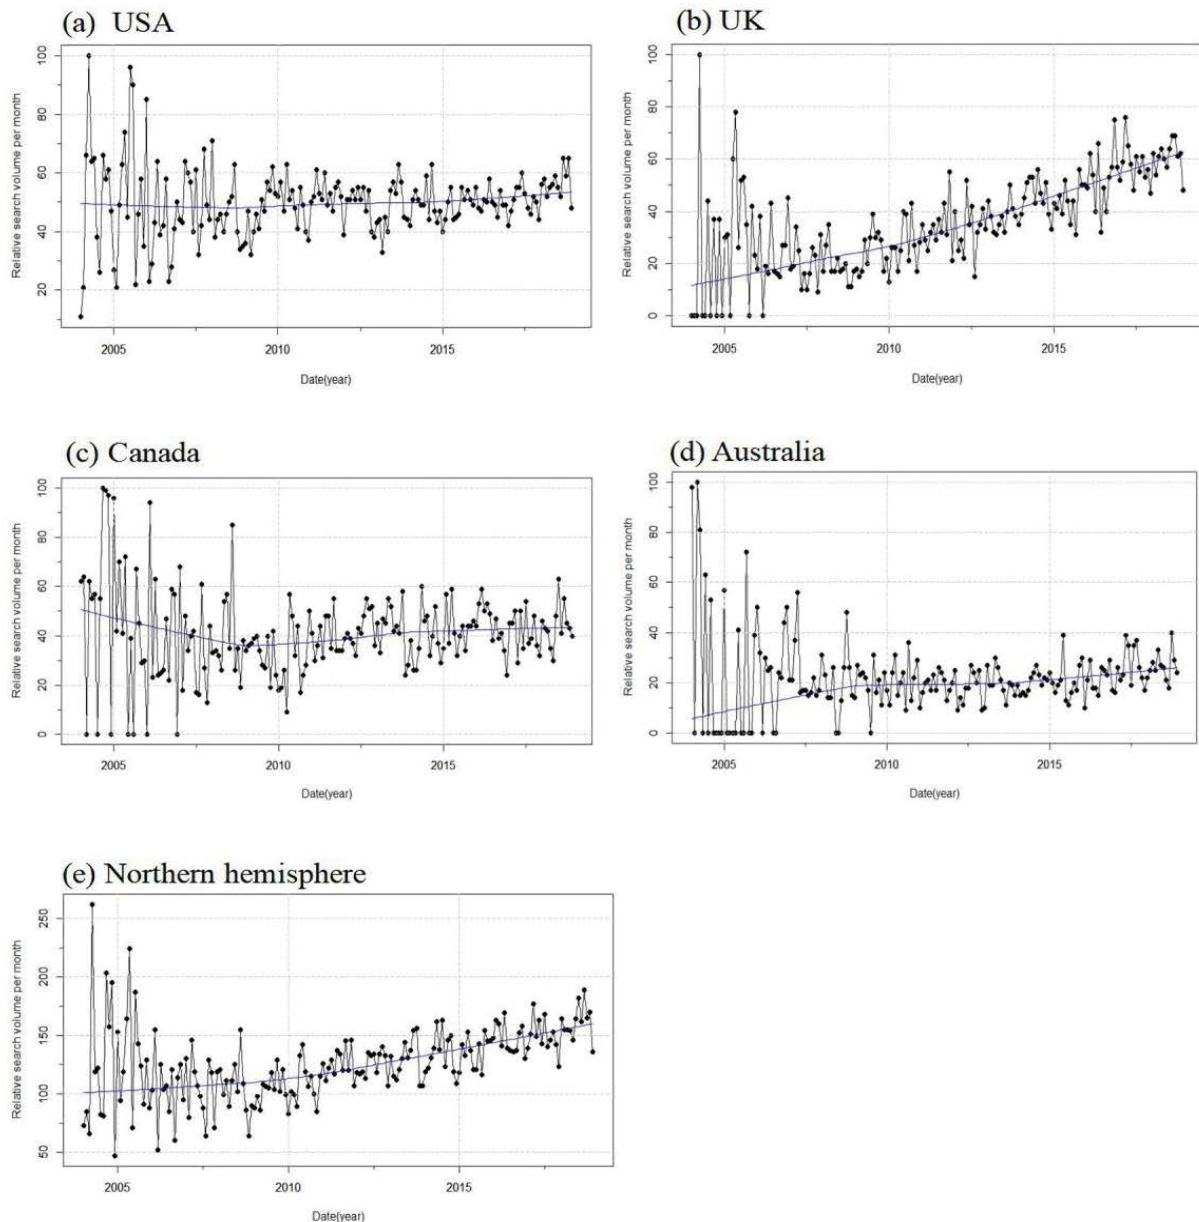 (a) USA
Relative search volume per month
100
80
60
40
20
2005 2010 2015
Date(year)
(b) UK
Relative search volume per month
100
80
60
40
20
0
2005 2010 2015
Date(year)
(c) Canada
Relative search volume per month
100
80
60
40
20
0
2005 2010 2015
Date(year)
(d) Australia
Relative search volume per month
100
80
60
40
20
0
2005 2010 2015
Date(year)
(e) Northern hemisphere
Relative search volume per month
250
200
150
100
50
2005 2010 2015
Date(year)